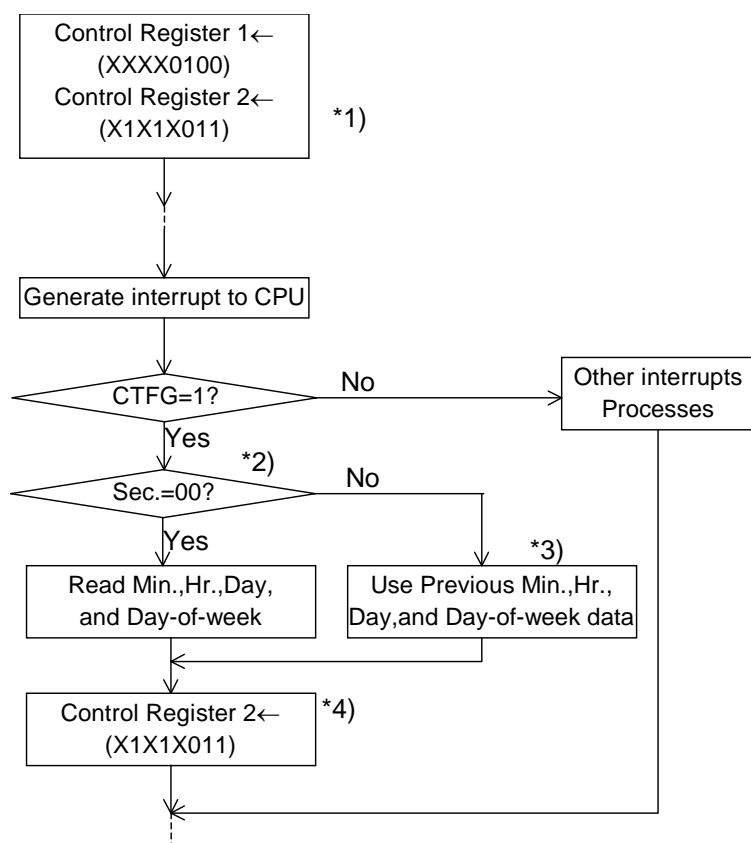 Control Register 1←
(XXXX0100)
Control Register 2←
(X1X1X011)
*1)
Generate interrupt to CPU
CTFG=1?
No
Other interrupts
Processes
Yes
*2)
Sec.=00?
No
Yes
*3)
Read Min.,Hr.,Day,
and Day-of-week
Use Previous Min.,Hr.,
Day,and Day-of-week data
Control Register 2←
(X1X1X011)
*4)